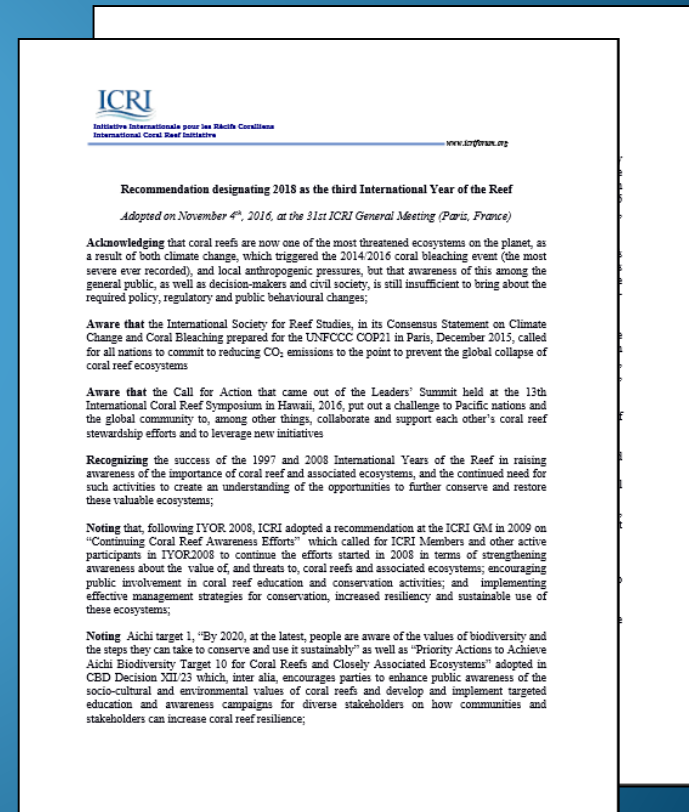 ICRI
Initiative Internationale pour les Récifs Coralliens
International Coral Reef Initiative
www.icriforum.org
Recommendation designating 2018 as the third International Year of the Reef
Adopted on November 4th, 2016, at the 31st ICRI General Meeting (Paris, France)
Acknowledging that coral reefs are now one of the most threatened ecosystems on the planet, as
a result of both climate change, which triggered the 2014/2016 coral bleaching event (the most
severe ever recorded), and local anthropogenic pressures, but that awareness of this among the
general public, as well as decision-makers and civil society, is still insufficient to bring about the
required policy, regulatory and public behavioural changes;
Aware that the International Society for Reef Studies, in its Consensus Statement on Climate
Change and Coral Bleaching prepared for the UNFCCC COP21 in Paris, December 2015, called
for all nations to commit to reducing CO₂ emissions to the point to prevent the global collapse of
coral reef ecosystems
Aware that the Call for Action that came out of the Leaders' Summit held at the 13th
International Coral Reef Symposium in Hawaii, 2016, put out a challenge to Pacific nations and
the global community to, among other things, collaborate and support each other's coral reef
stewardship efforts and to leverage new initiatives
Recognizing the success of the 1997 and 2008 International Years of the Reef in raising
awareness of the importance of coral reef and associated ecosystems, and the continued need for
such activities to create an understanding of the opportunities to further conserve and restore
these valuable ecosystems;
Noting that, following IYOR 2008, ICRI adopted a recommendation at the ICRI GM in 2009 on
“Continuing Coral Reef Awareness Efforts” which called for ICRI Members and other active
participants in IYOR2008 to continue the efforts started in 2008 in terms of strengthening
awareness about the value of, and threats to, coral reefs and associated ecosystems; encouraging
public involvement in coral reef education and conservation activities; and implementing
effective management strategies for conservation, increased resiliency and sustainable use of
these ecosystems;
Noting Aichi target 1, “By 2020, at the latest, people are aware of the values of biodiversity and
the steps they can take to conserve and use it sustainably” as well as “Priority Actions to Achieve
Aichi Biodiversity Target 10 for Coral Reefs and Closely Associated Ecosystems” adopted in
CBD Decision XII/23 which, inter alia, encourages parties to enhance public awareness of the
socio-cultural and environmental values of coral reefs and develop and implement targeted
education and awareness campaigns for diverse stakeholders on how communities and
stakeholders can increase coral reef resilience;